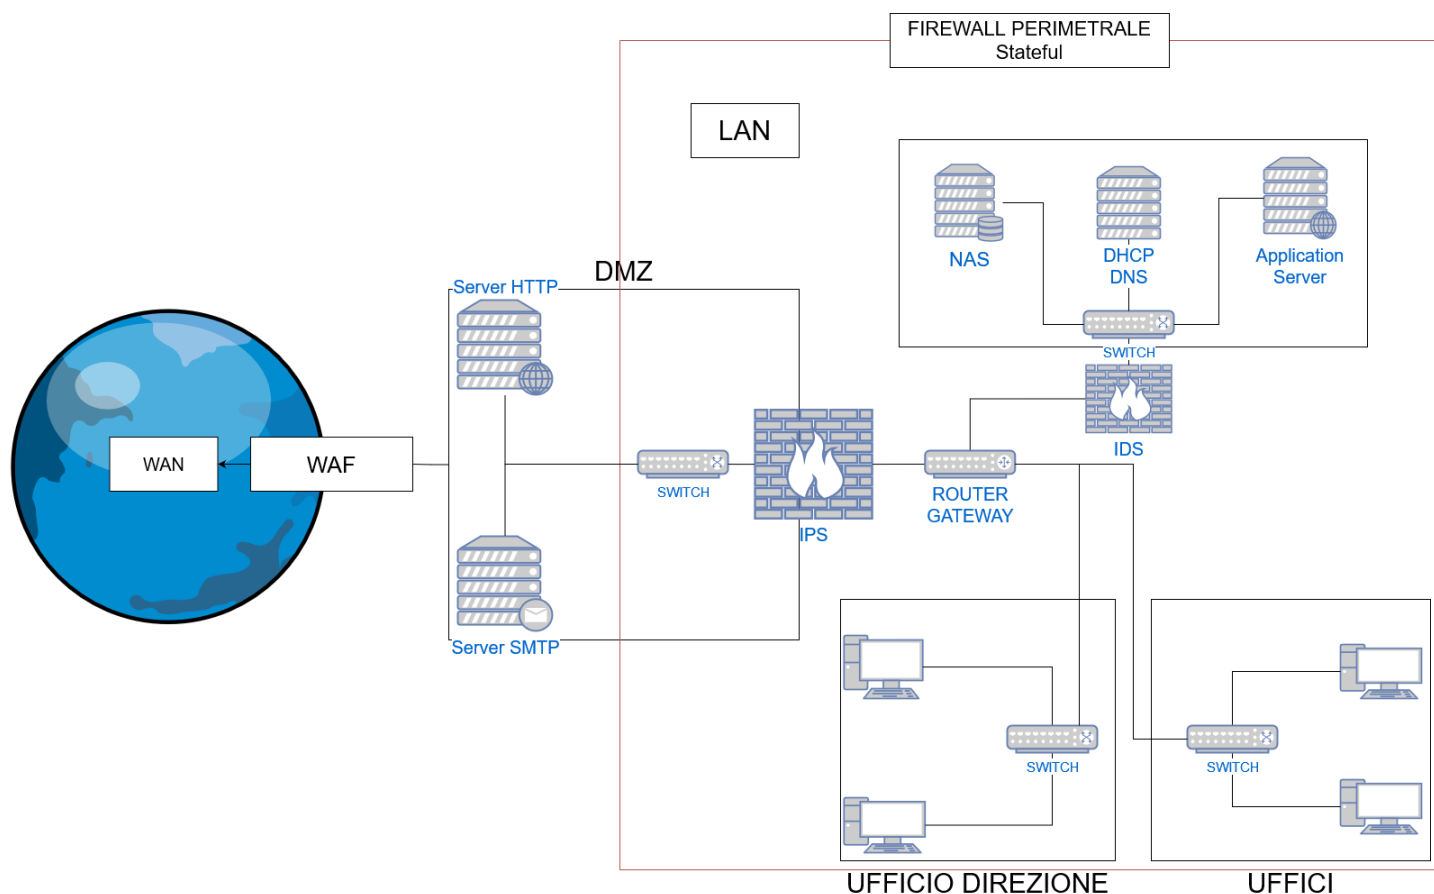 FIREWALL PERIMETRALE
Stateful
LAN
NAS
DHCP
DNS
Application
Server
SWITCH
IDS
DMZ
Server HTTP
WAN
WAF
SWITCH
IPS
ROUTER
GATEWAY
Server SMTP
SWITCH
SWITCH
UFFICIO DIREZIONE
UFFICI